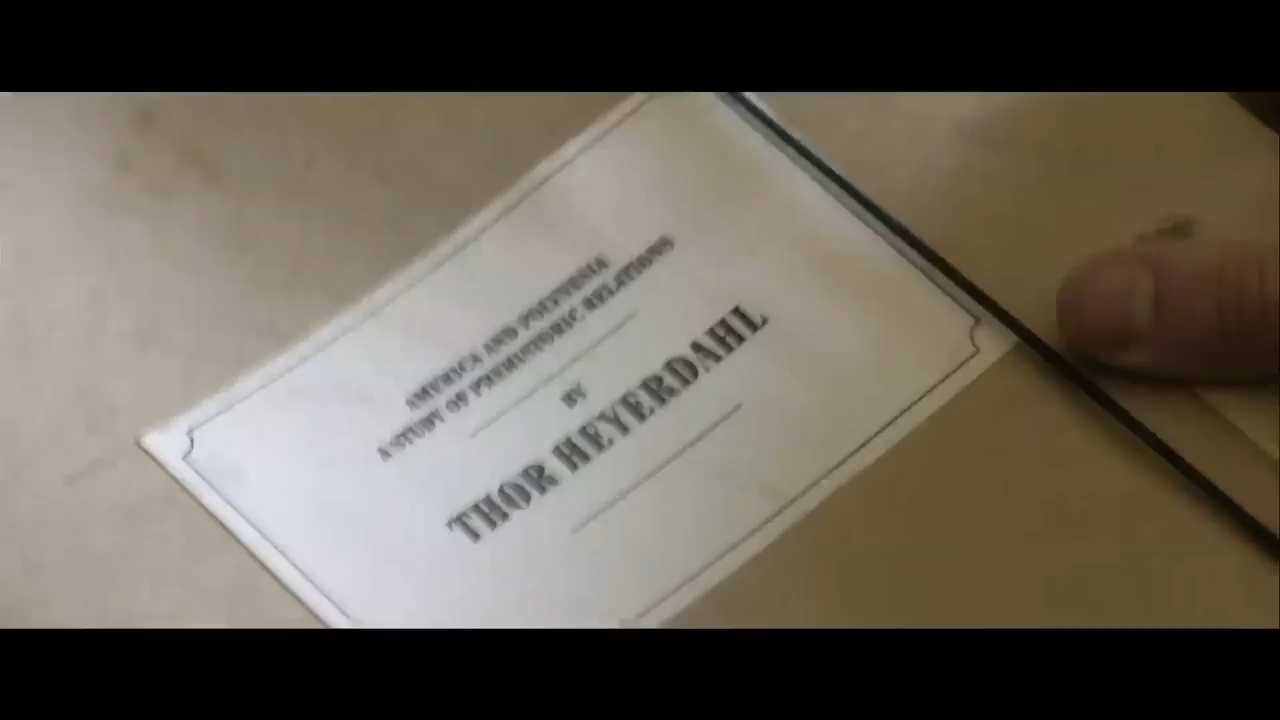 AMERICA AND POLYNESIA
A STUDY OF PREHISTORIC RELATIONS
BY
THOR HEYERDAHL